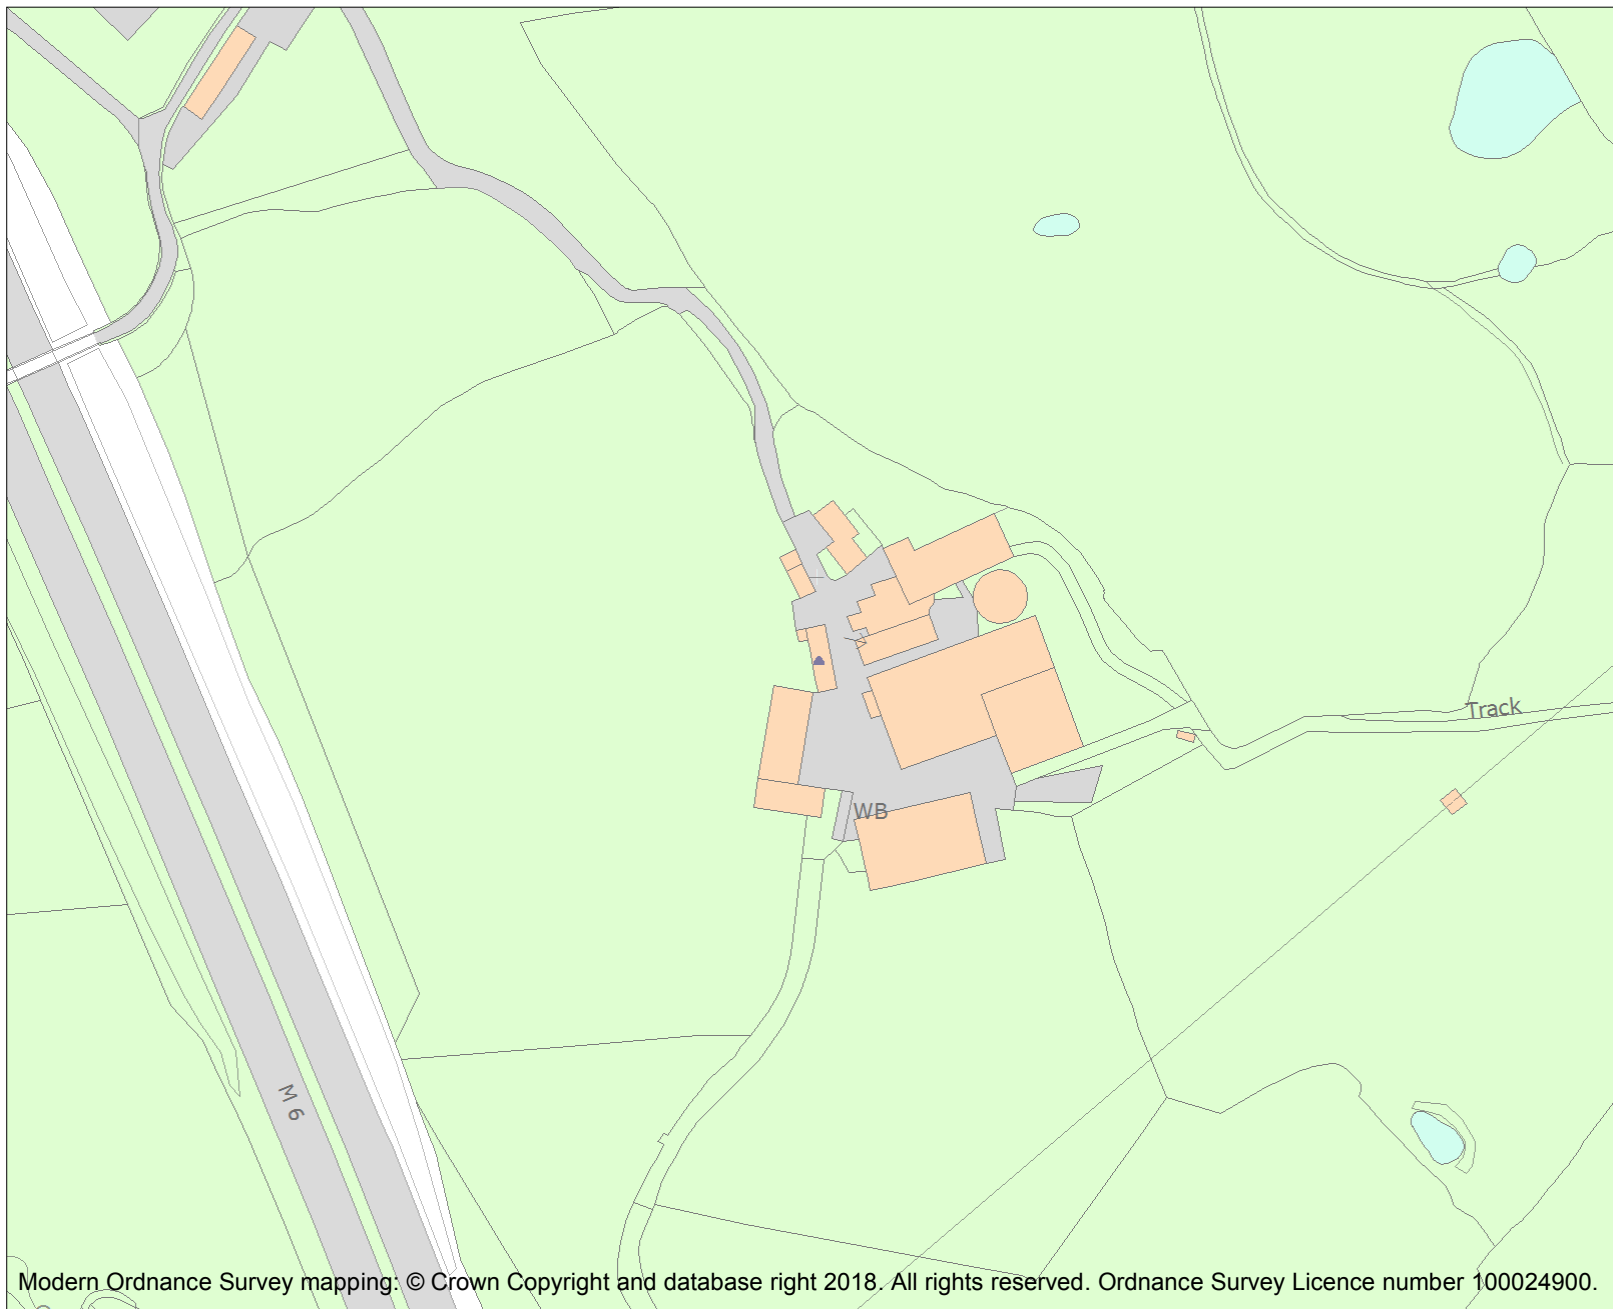 Track
WB
M 6
Modern Ordnance Survey mapping: © Crown Copyright and database right 2018. All rights reserved. Ordnance Survey Licence number 100024900.